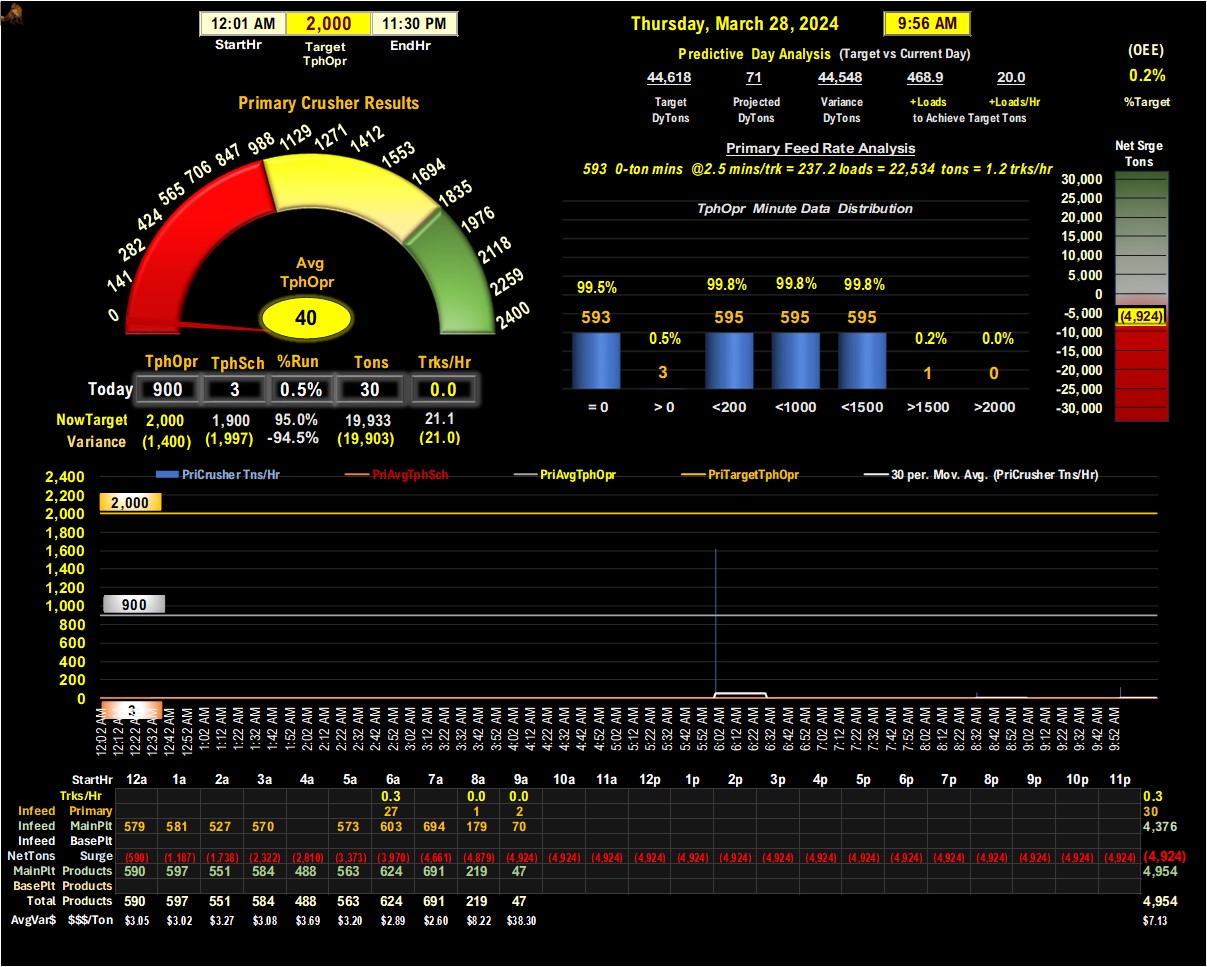 12:01 AM 2,000 11:30 PM
StartHr Target TphOpr EndHr
Thursday, March 28, 2024 9:56 AM
Predictive Day Analysis (Target vs Current Day)
44,618 71 44,548 468.9 20.0
Target Projected Variance +Loads +Loads/Hr
DyTons DyTons DyTons to Achieve Target Tons
(OEE)
0.2%
%Target
Primary Crusher Results
0 141 282 424 565 706 847 988 1129 1271 1412 1553 1694 1835 1976 2118 2259 2400
Avg
TphOpr
40
TphOpr TphSch %Run Tons Trks/Hr
Today 900 3 0.5% 30 0.0
NowTarget 2,000 1,900 95.0% 19,933 21.1
Variance (1,400) (1,997) -94.5% (19,903) (21.0)
Primary Feed Rate Analysis
593 0-ton mins @2.5 mins/trk = 237.2 loads = 22,534 tons = 1.2 trks/hr
TphOpr Minute Data Distribution
99.5% 99.8% 99.8% 99.8%
593 595 595 595
0.5% 0.2% 0.0%
3 1 0
= 0 > 0 <200 <1000 <1500 >1500 >2000
Net Srge
Tons
30,000
25,000
20,000
15,000
10,000
5,000
0
-5,000
(4,924)
-10,000
-15,000
-20,000
-25,000
-30,000
PriCrusher Tns/Hr PriAvgTphSch PriAvgTphOpr PriTargetTphOpr 30 per. Mov. Avg. (PriCrusher Tns/Hr)
2,400
2,200
2,000
1,800
1,600
1,400
1,200
1,000
800
600
400
200
0
2,000
900
3
12:02 AM 12:12 AM 12:22 AM 12:32 AM 12:42 AM 12:52 AM 1:02 AM 1:12 AM 1:22 AM 1:32 AM 1:42 AM 1:52 AM 2:02 AM 2:12 AM 2:22 AM 2:32 AM 2:42 AM 2:52 AM 3:02 AM 3:12 AM 3:22 AM 3:32 AM 3:42 AM 3:52 AM 4:02 AM 4:12 AM 4:22 AM 4:32 AM 4:42 AM 4:52 AM 5:02 AM 5:12 AM 5:22 AM 5:32 AM 5:42 AM 5:52 AM 6:02 AM 6:12 AM 6:22 AM 6:32 AM 6:42 AM 6:52 AM 7:02 AM 7:12 AM 7:22 AM 7:32 AM 7:42 AM 7:52 AM 8:02 AM 8:12 AM 8:22 AM 8:32 AM 8:42 AM 8:52 AM 9:02 AM 9:12 AM 9:22 AM 9:32 AM 9:42 AM 9:52 AM
StartHr 12a 1a 2a 3a 4a 5a 6a 7a 8a 9a 10a 11a 12p 1p 2p 3p 4p 5p 6p 7p 8p 9p 10p 11p
Trks/Hr 0.3 0.0 0.0 0.3
Infeed Primary 27 1 2 30
Infeed MainPlt 579 581 527 570 573 603 694 179 70 4,376
Infeed BasePlt
NetTons Surge (590) (1,187) (1,738) (2,322) (2,810) (3,373) (3,970) (4,661) (4,879) (4,924) (4,924) (4,924) (4,924) (4,924) (4,924) (4,924) (4,924) (4,924) (4,924) (4,924) (4,924) (4,924) (4,924) (4,924) (4,924)
MainPlt Products 590 597 551 584 488 563 624 691 219 47 4,954
BasePlt Products
Total Products 590 597 551 584 488 563 624 691 219 47 4,954
AvgVar$ $$$/Ton $3.05 $3.02 $3.27 $3.08 $3.69 $3.20 $2.89 $2.60 $8.22 $38.30 $7.13